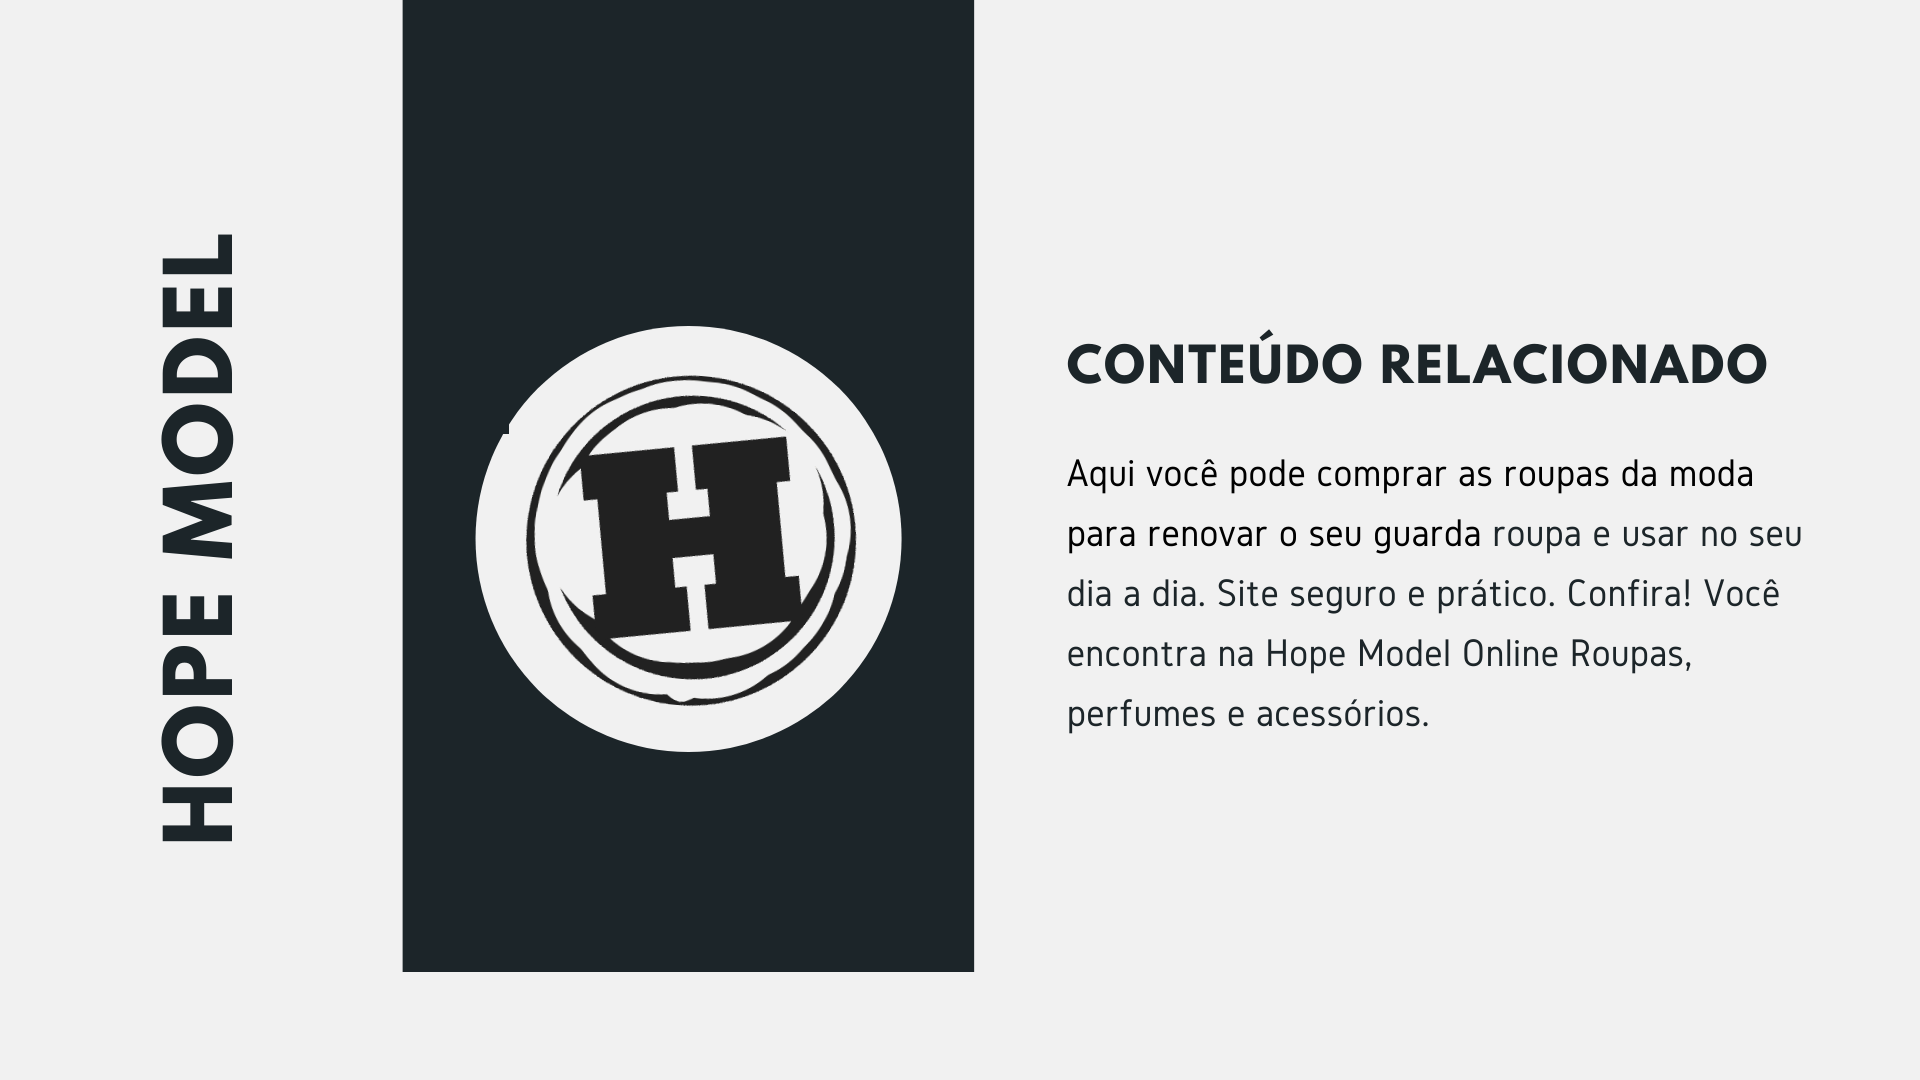 HOPE MODEL
H
CONTEÚDO RELACIONADO
Aqui você pode comprar as roupas da moda
para renovar o seu guarda roupa e usar no seu
dia a dia. Site seguro e prático. Confira! Você
encontra na Hope Model Online Roupas,
perfumes e acessórios.